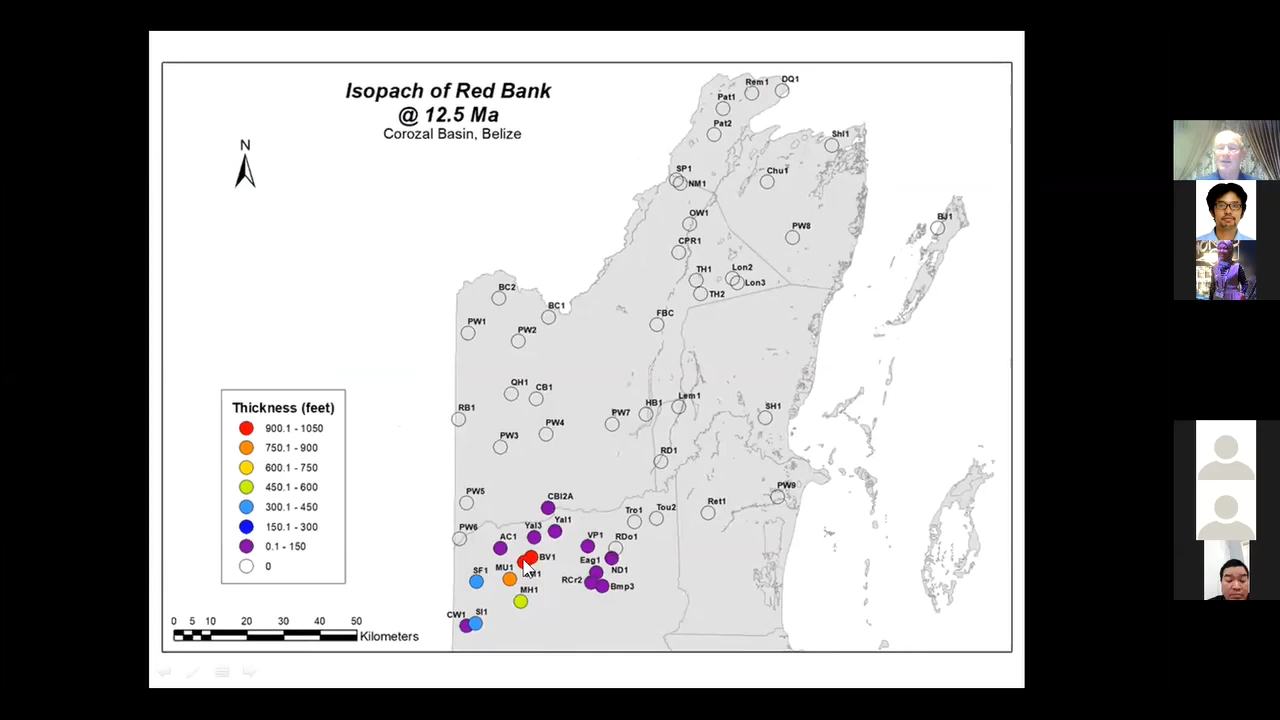 Isopach of Red Bank
@ 12.5 Ma
Corozal Basin, Belize
N
Rem1
DQ1
Pat1
Pat2
Shl1
SP1
NM1
Chu1
OW1
BJ1
PW8
CPR1
TH1
Lon2
Lon3
TH2
BC2
BC1
FBC
PW1
PW2
QH1
CB1
Lem1
HB1
RB1
PW7
SH1
PW4
PW3
RD1
PW5
PW9
CBI2A
Ret1
Tou2
Tro1
Yal1
Yal3
PW6
AC1
VP1
RDo1
BV1
Eag1
MU1
SF1
ND1
RCr2
Bmp3
MH1
SI1
CW1
Thickness (feet)
900.1 - 1050
750.1 - 900
600.1 - 750
450.1 - 600
300.1 - 450
150.1 - 300
0.1 - 150
0
0 5 10 20 30 40 50
Kilometers